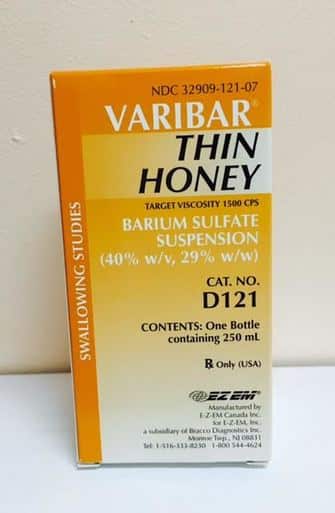 NDC 32909-121-07
VARIBAR®
THIN
HONEY
TARGET VISCOSITY 1500 CPS
BARIUM SULFATE
SUSPENSION
(40% w/v, 29% w/w)
CAT. NO.
D121
CONTENTS: One Bottle
containing 250 mL
℞ Only (USA)
E-Z-EM®
Manufactured by
E-Z-EM Canada Inc.
for E-Z-EM, Inc.
a subsidiary of Bracco Diagnostics Inc.
Monroe Twp., NJ 08831
Tel: 1-516-333-8230 1-800 544-4624
SWALLOWING STUDIES